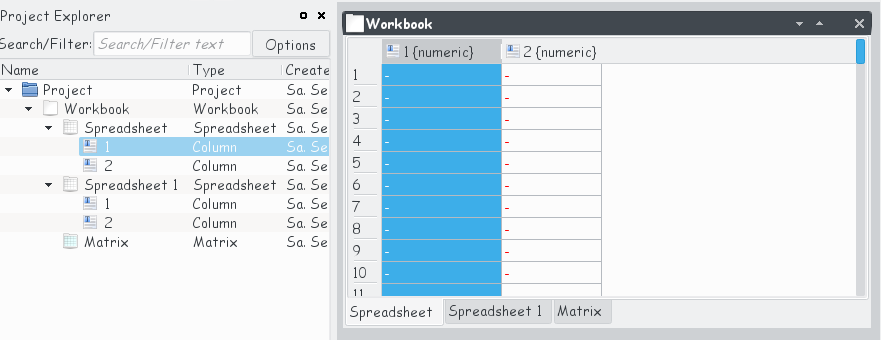 Project Explorer
Search/Filter: Search/Filter text Options
Name Type Create
Project Project Sa. Se
Workbook Workbook Sa. Se
Spreadsheet Spreadsheet Sa. Se
1 Column Sa. Se
2 Column Sa. Se
Spreadsheet 1 Spreadsheet Sa. Se
1 Column Sa. Se
2 Column Sa. Se
Matrix Matrix Sa. Se
Workbook
1 {numeric} 2 {numeric}
1 - -
2 - -
3 - -
4 - -
5 - -
6 - -
7 - -
8 - -
9 - -
10 - -
11
Spreadsheet Spreadsheet 1 Matrix